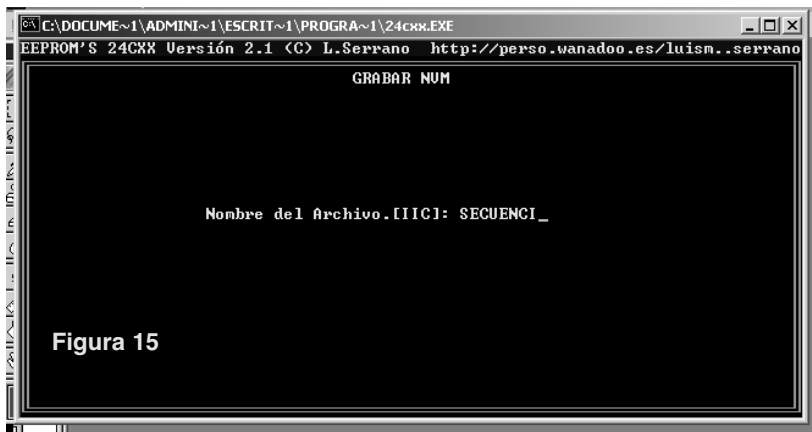 C:\DOCUME~1\ADMINI~1\ESCRIT~1\PROGRA~1\24cxx.EXE
EEPROM'S 24CXX Versión 2.1 (C) L.Serrano http://perso.wanadoo.es/luism..serrano
GRABAR NVM
Nombre del Archivo.[IIC]: SECUENCI_
Figura 15